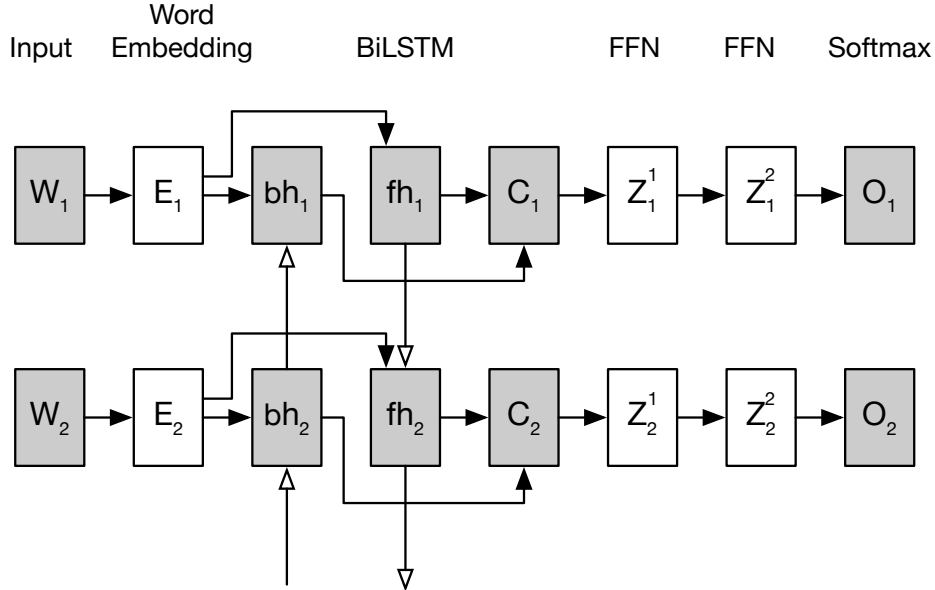 Input Word Embedding BiLSTM FFN FFN Softmax
W₁ E₁ bh₁ fh₁ C₁ Z₁¹ Z₁² O₁
W₂ E₂ bh₂ fh₂ C₂ Z₂¹ Z₂² O₂